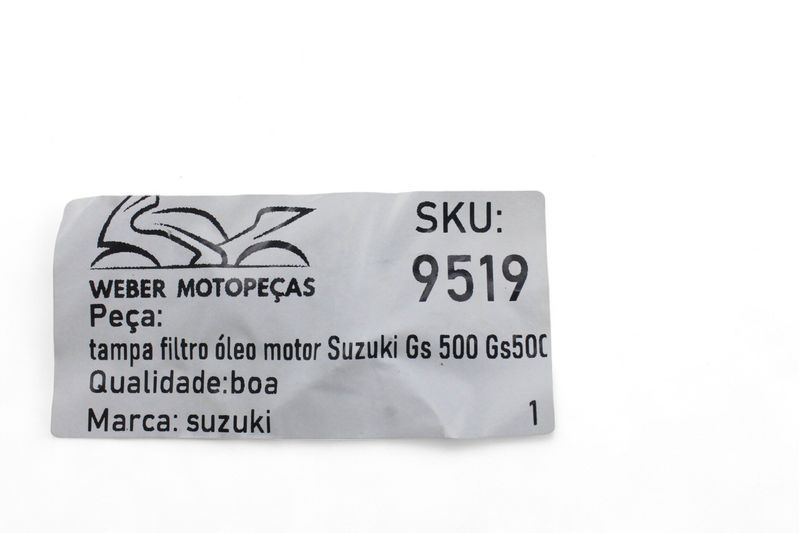 SKU:
9519
WEBER MOTOPEÇAS
Peça:
tampa filtro óleo motor Suzuki Gs 500 Gs500
Qualidade:boa
Marca: suzuki
1